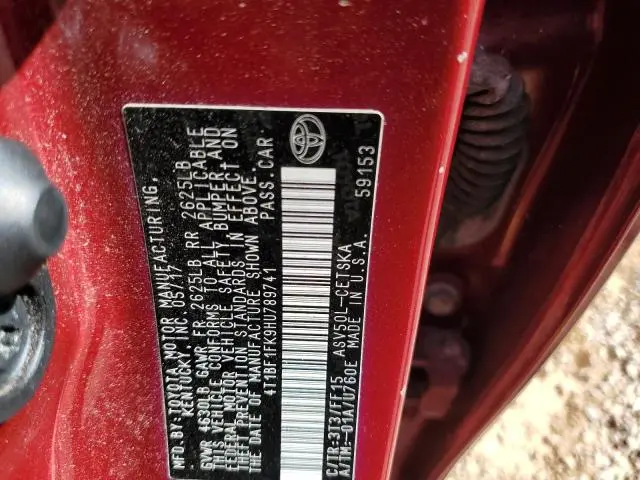 MFD.BY:TOYOTA MOTOR MANUFACTURING,
KENTUCKY, INC. 05/17
GVWR 4630LB GAWR FR 2625LB RR 2625LB
THIS VEHICLE CONFORMS TO ALL APPLICABLE
FEDERAL MOTOR VEHICLE SAFETY, BUMPER, AND
THEFT PREVENTION STANDARDS IN EFFECT ON
THE DATE OF MANUFACTURE SHOWN ABOVE.
4T1BF1FK9HU789741 PASS.CAR
C/TR:3T3/FF15 ASV50L-CETSKA
A/TM:-01A/U760E U.S.A. 59153